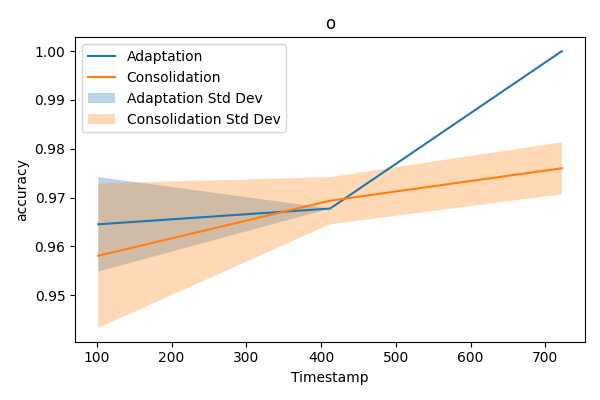 o
1.00
0.99
0.98
0.97
0.96
0.95
accuracy
Adaptation
Consolidation
Adaptation Std Dev
Consolidation Std Dev
100
200
300
400
500
600
700
Timestamp